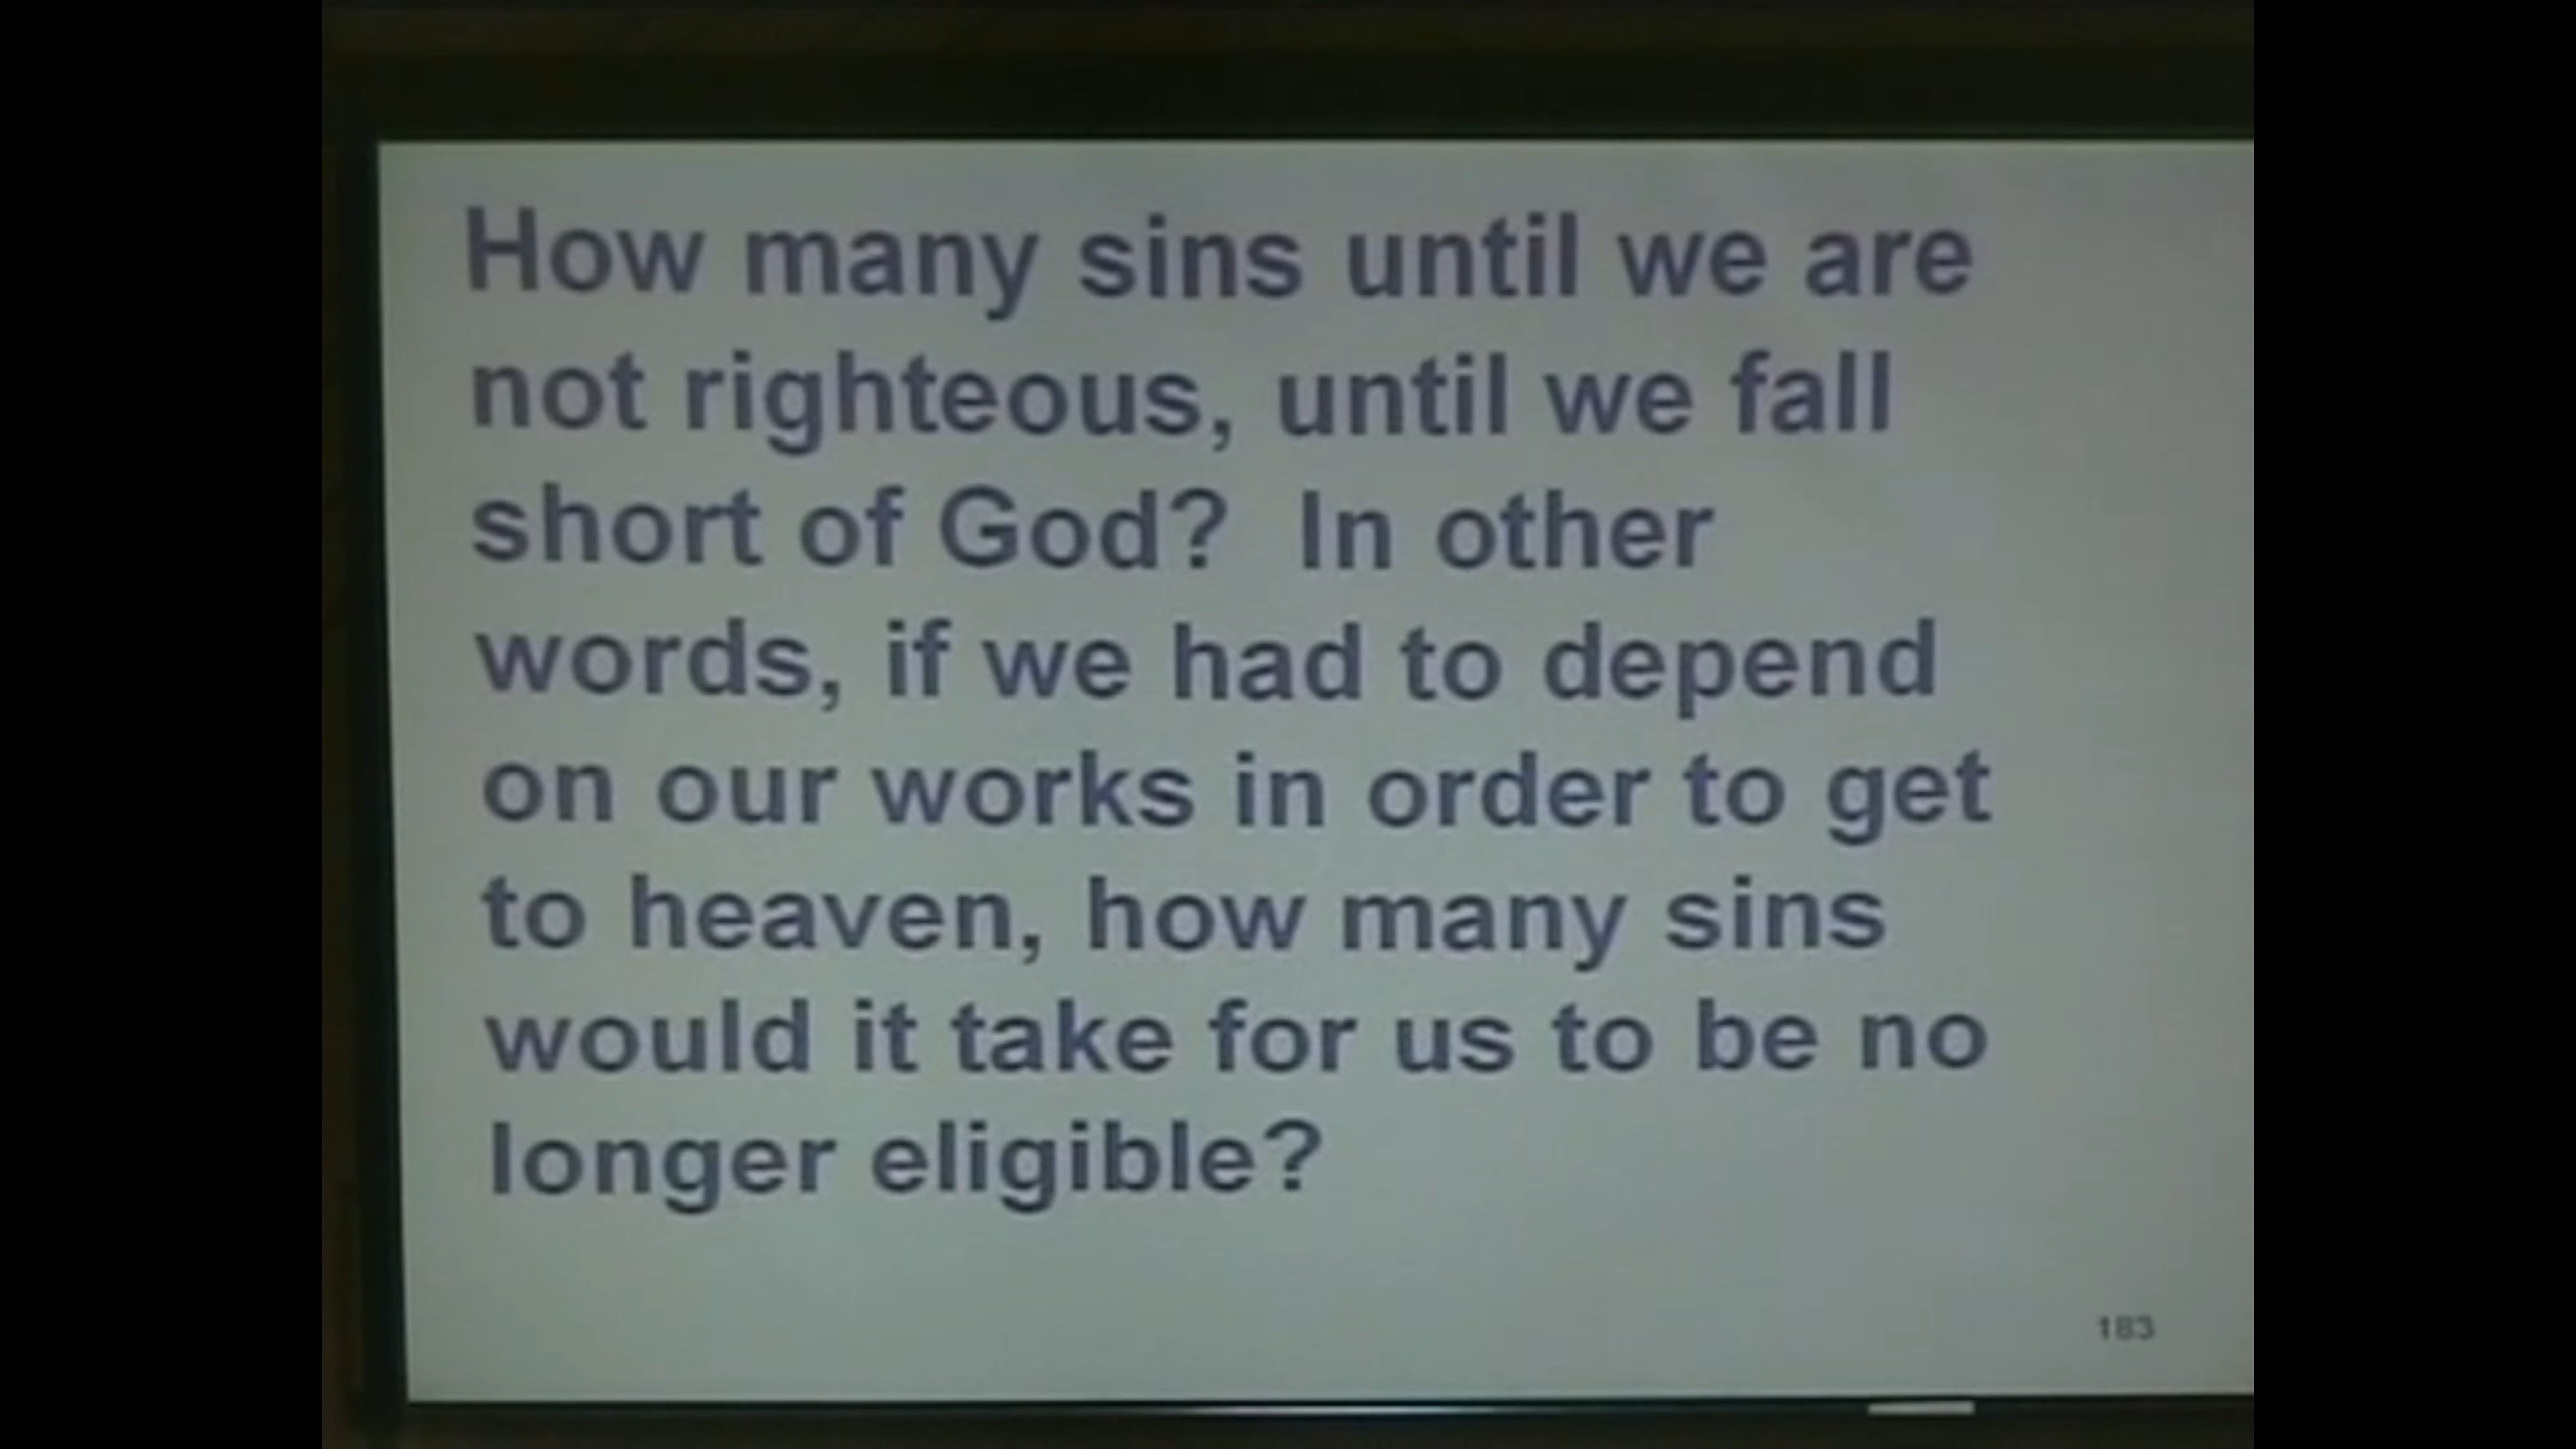 How many sins until we are
not righteous, until we fall
short of God?  In other
words, if we had to depend
on our works in order to get
to heaven, how many sins
would it take for us to be no
longer eligible?
183